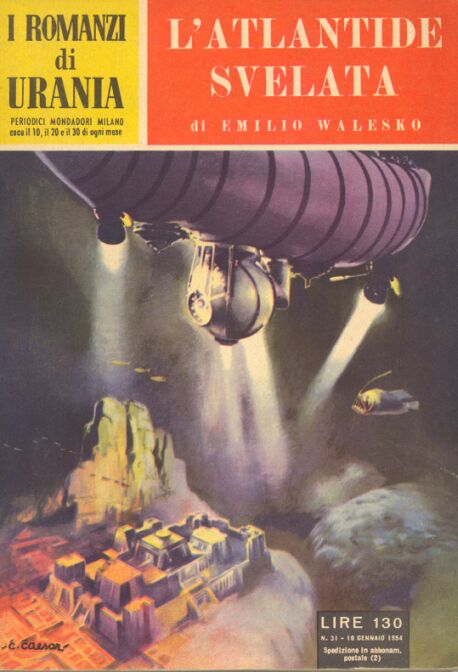 I ROMANZI
di
URANIA
PERIODICI MONDADORI MILANO
esce il 10, il 20 e il 30 di ogni mese
L'ATLANTIDE
SVELATA
di EMILIO WALESKO
LIRE 130
N. 31 - 10 GENNAIO 1954
Spedizione in abbonam.
postale (2)
C. Caesar